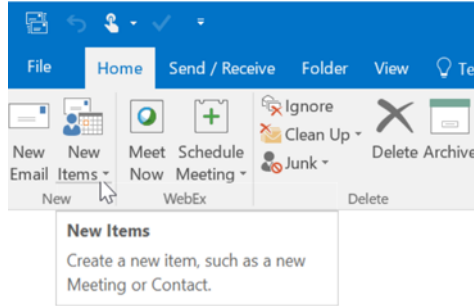 File Home Send / Receive Folder View
New Email
New Items
Meet Now
Schedule Meeting
Ignore
Clean Up
Junk
Delete
Archive
New WebEx Delete
New Items
Create a new item, such as a new
Meeting or Contact.